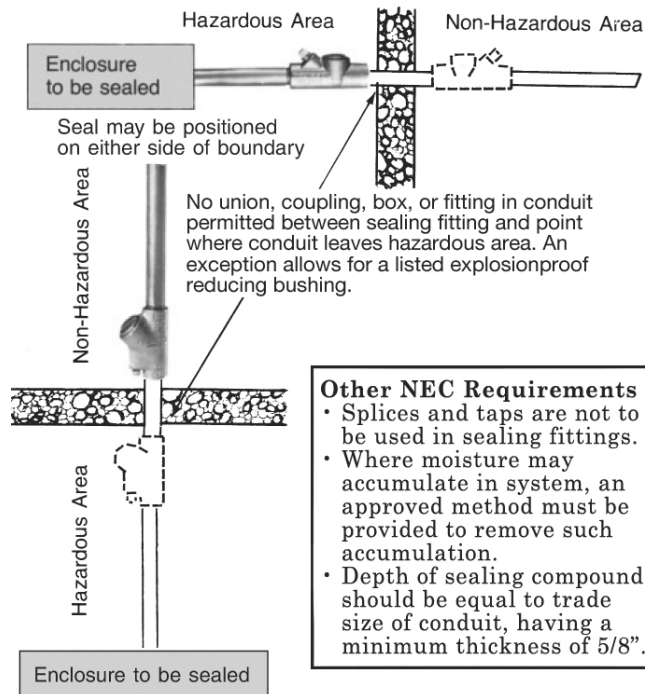 Hazardous Area
Non-Hazardous Area
Enclosure
to be sealed
Seal may be positioned
on either side of boundary
Non-Hazardous Area
No union, coupling, box, or fitting in conduit
permitted between sealing fitting and point
where conduit leaves hazardous area. An
exception allows for a listed explosionproof
reducing bushing.
Hazardous Area
Enclosure to be sealed
Other NEC Requirements
• Splices and taps are not to
be used in sealing fittings.
• Where moisture may
accumulate in system, an
approved method must be
provided to remove such
accumulation.
• Depth of sealing compound
should be equal to trade
size of conduit, having a
minimum thickness of 5/8”.